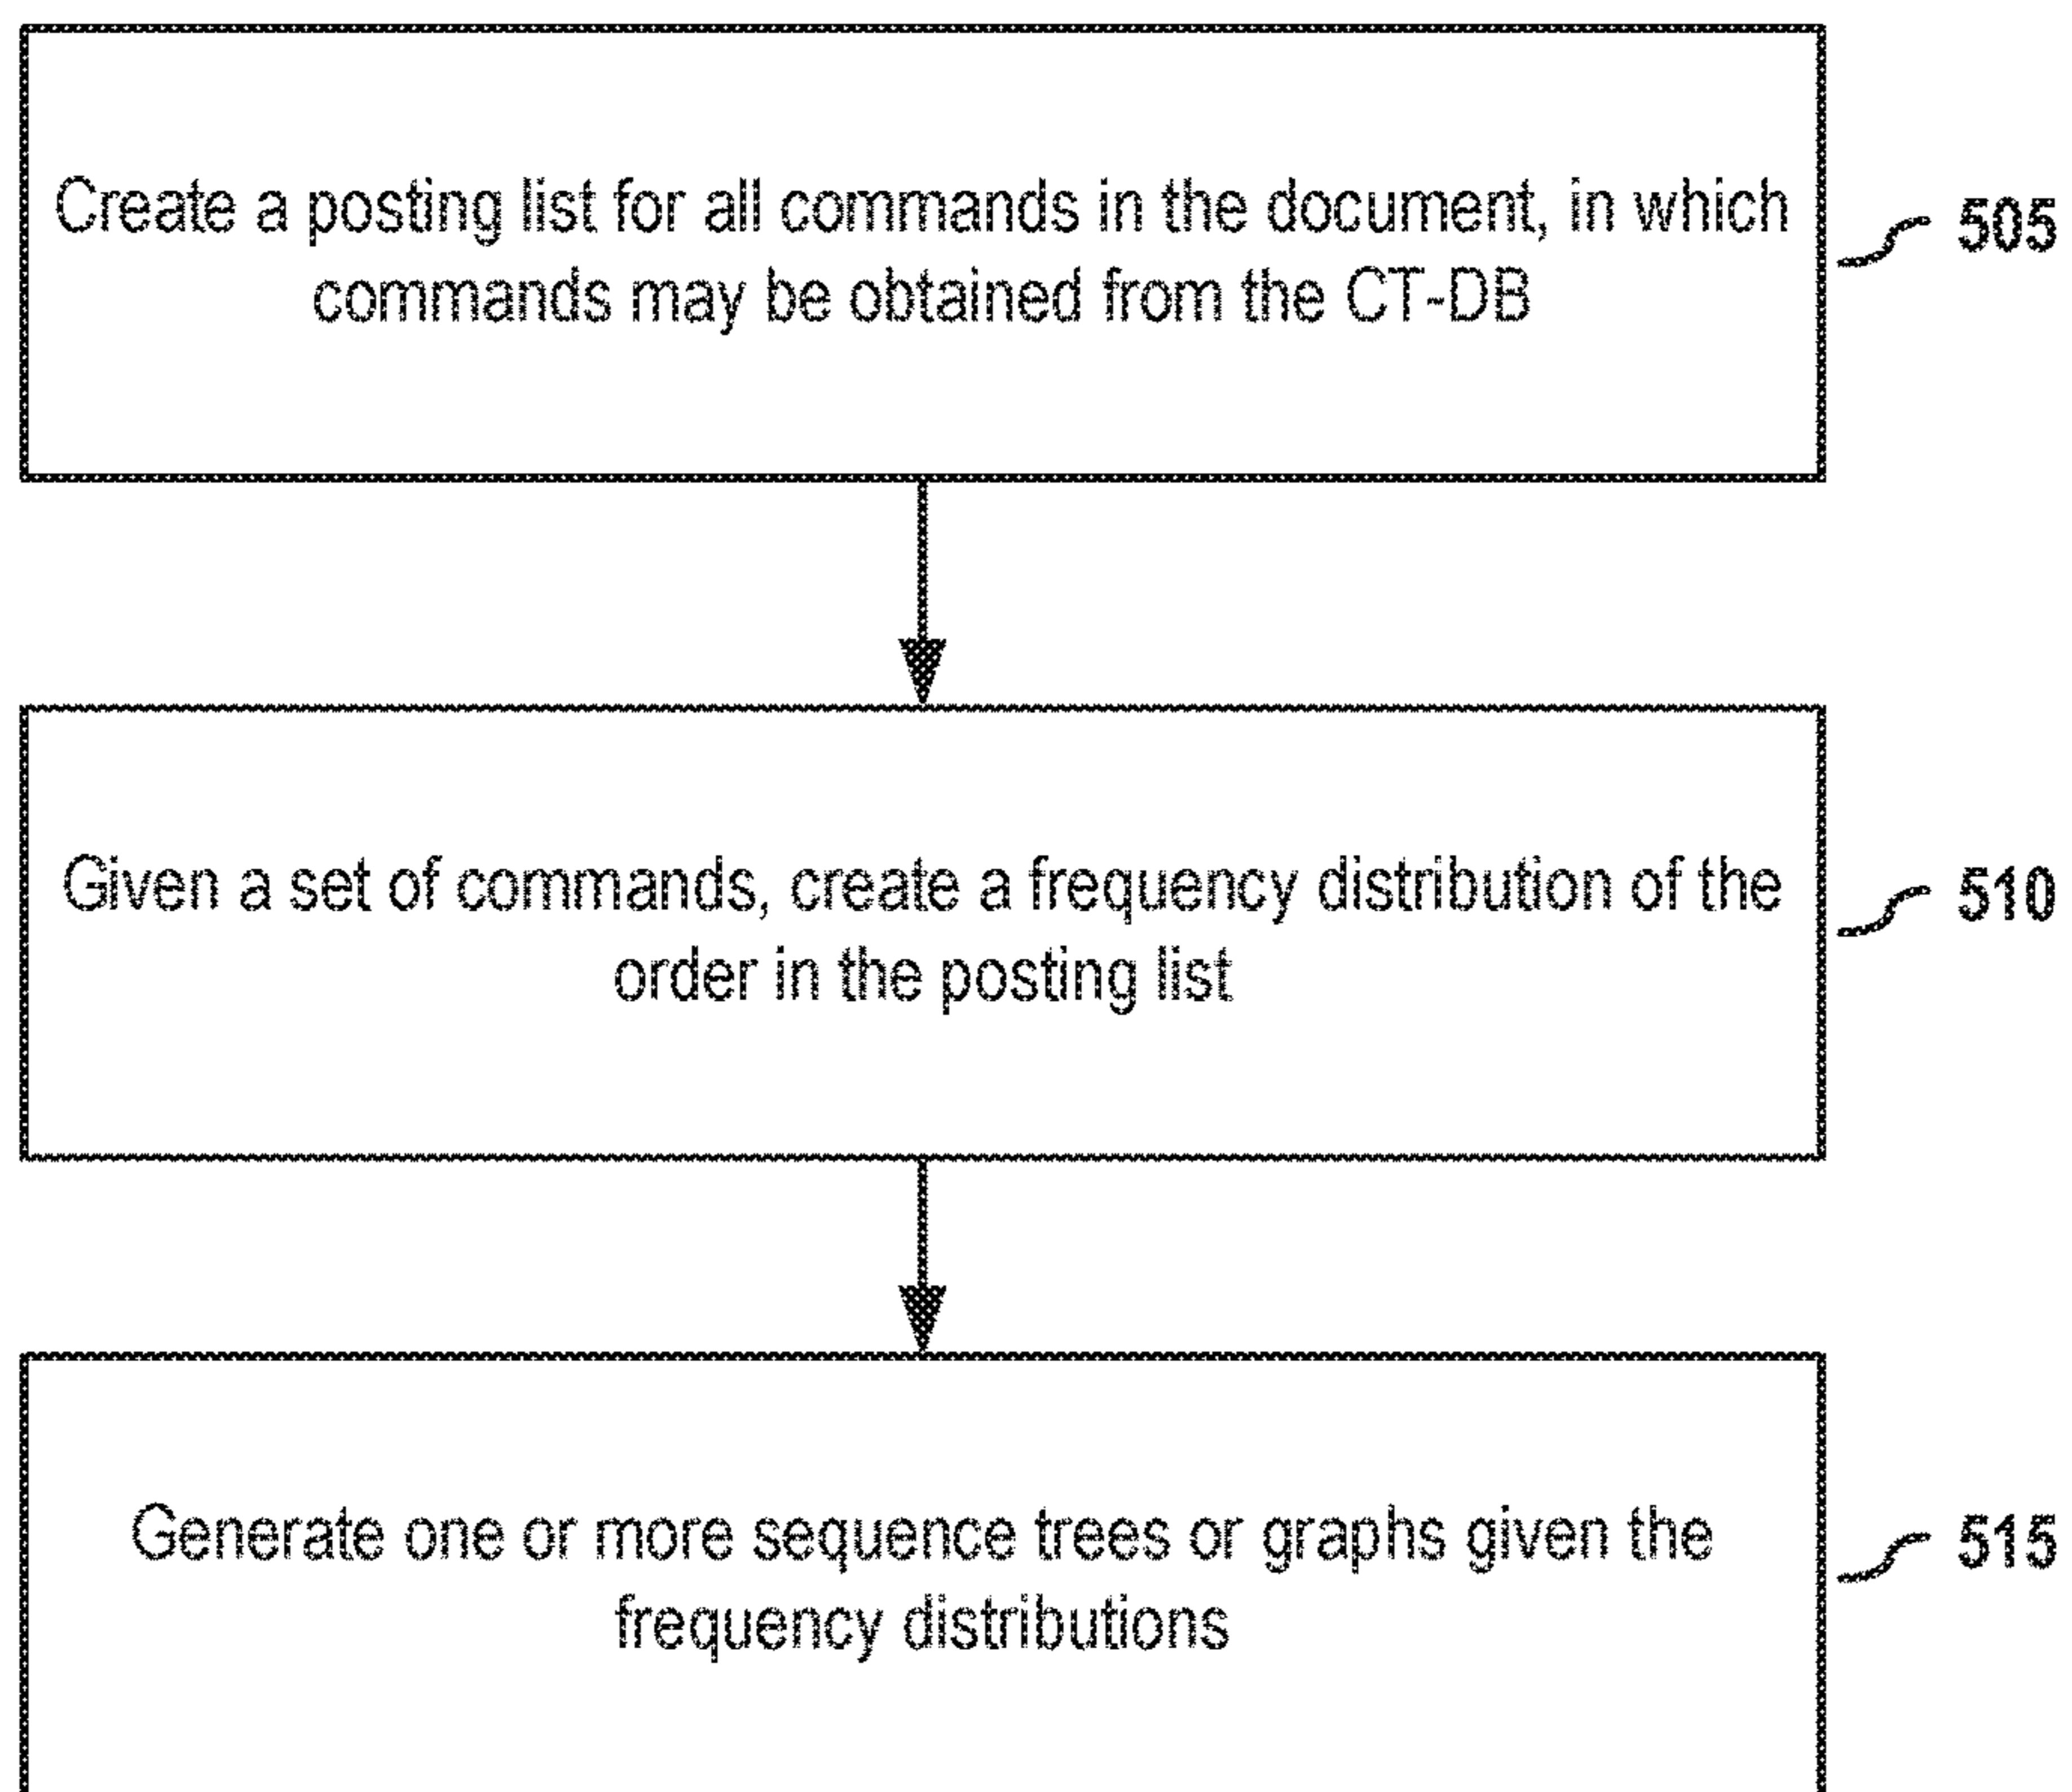 Create a posting list for all commands in the document, in which
commands may be obtained from the CT-DB
505
Given a set of commands, create a frequency distribution of the
order in the posting list
510
Generate one or more sequence trees or graphs given the
frequency distributions
515